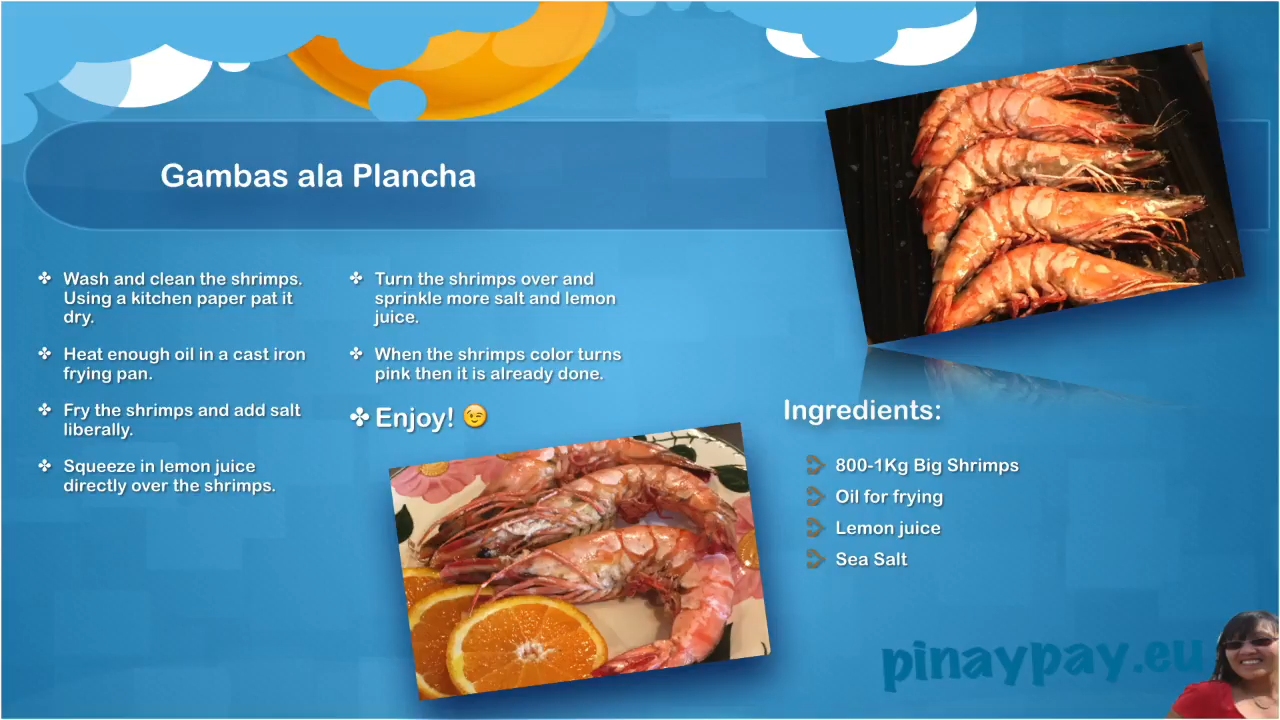 Gambas ala Plancha
✤ Wash and clean the shrimps.
Using a kitchen paper pat it
dry.
✤ Heat enough oil in a cast iron
frying pan.
✤ Fry the shrimps and add salt
liberally.
✤ Squeeze in lemon juice
directly over the shrimps.
✤ Turn the shrimps over and
sprinkle more salt and lemon
juice.
✤ When the shrimps color turns
pink then it is already done.
✤ Enjoy! 😉
Ingredients:
800-1Kg Big Shrimps
Oil for frying
Lemon juice
Sea Salt
pinaypay.eu